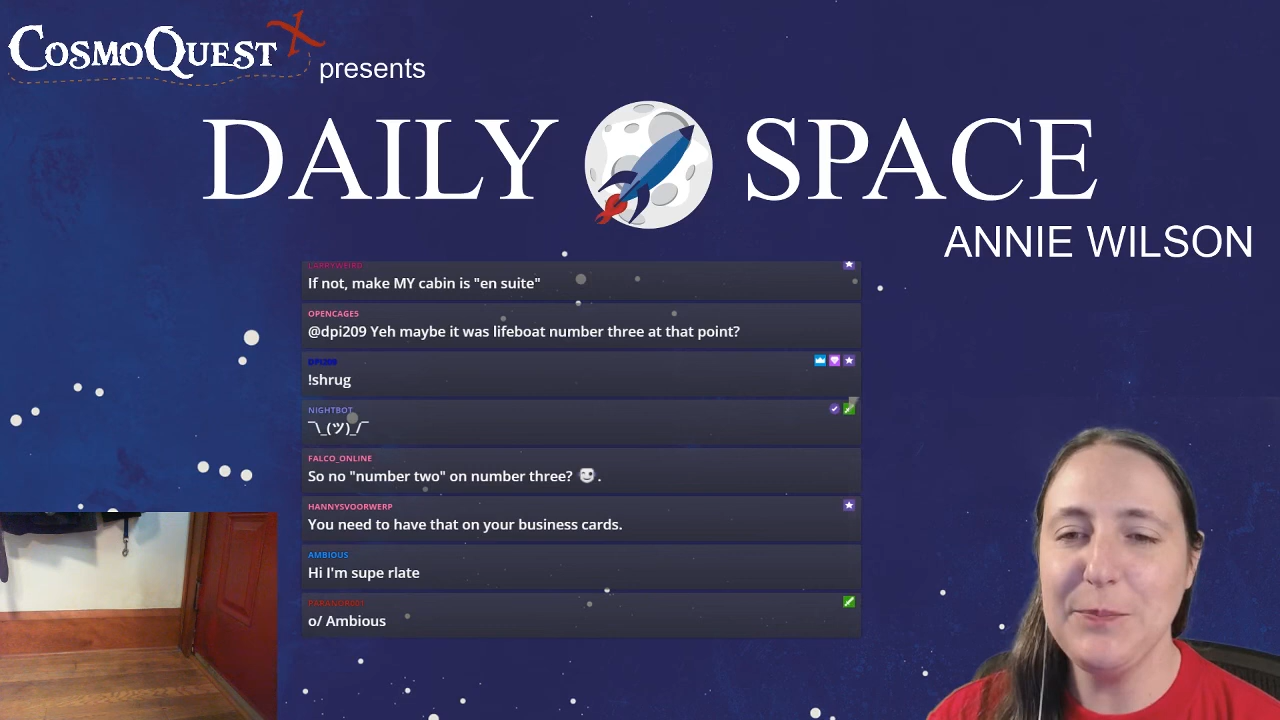 CosmoQuest X
presents
DAILY SPACE
ANNIE WILSON
LARRYWEIRD
If not, make MY cabin is "en suite"
OPENCAGES
@dpi209 Yeh maybe it was lifeboat number three at that point?
DPI209
!shrug
NIGHTBOT
¯\_(ツ)_/¯
FALCO_ONLINE
So no "number two" on number three? .
HANNYSVOORWERP
You need to have that on your business cards.
AMBIOUS
Hi I'm supe rlate
o/ Ambious